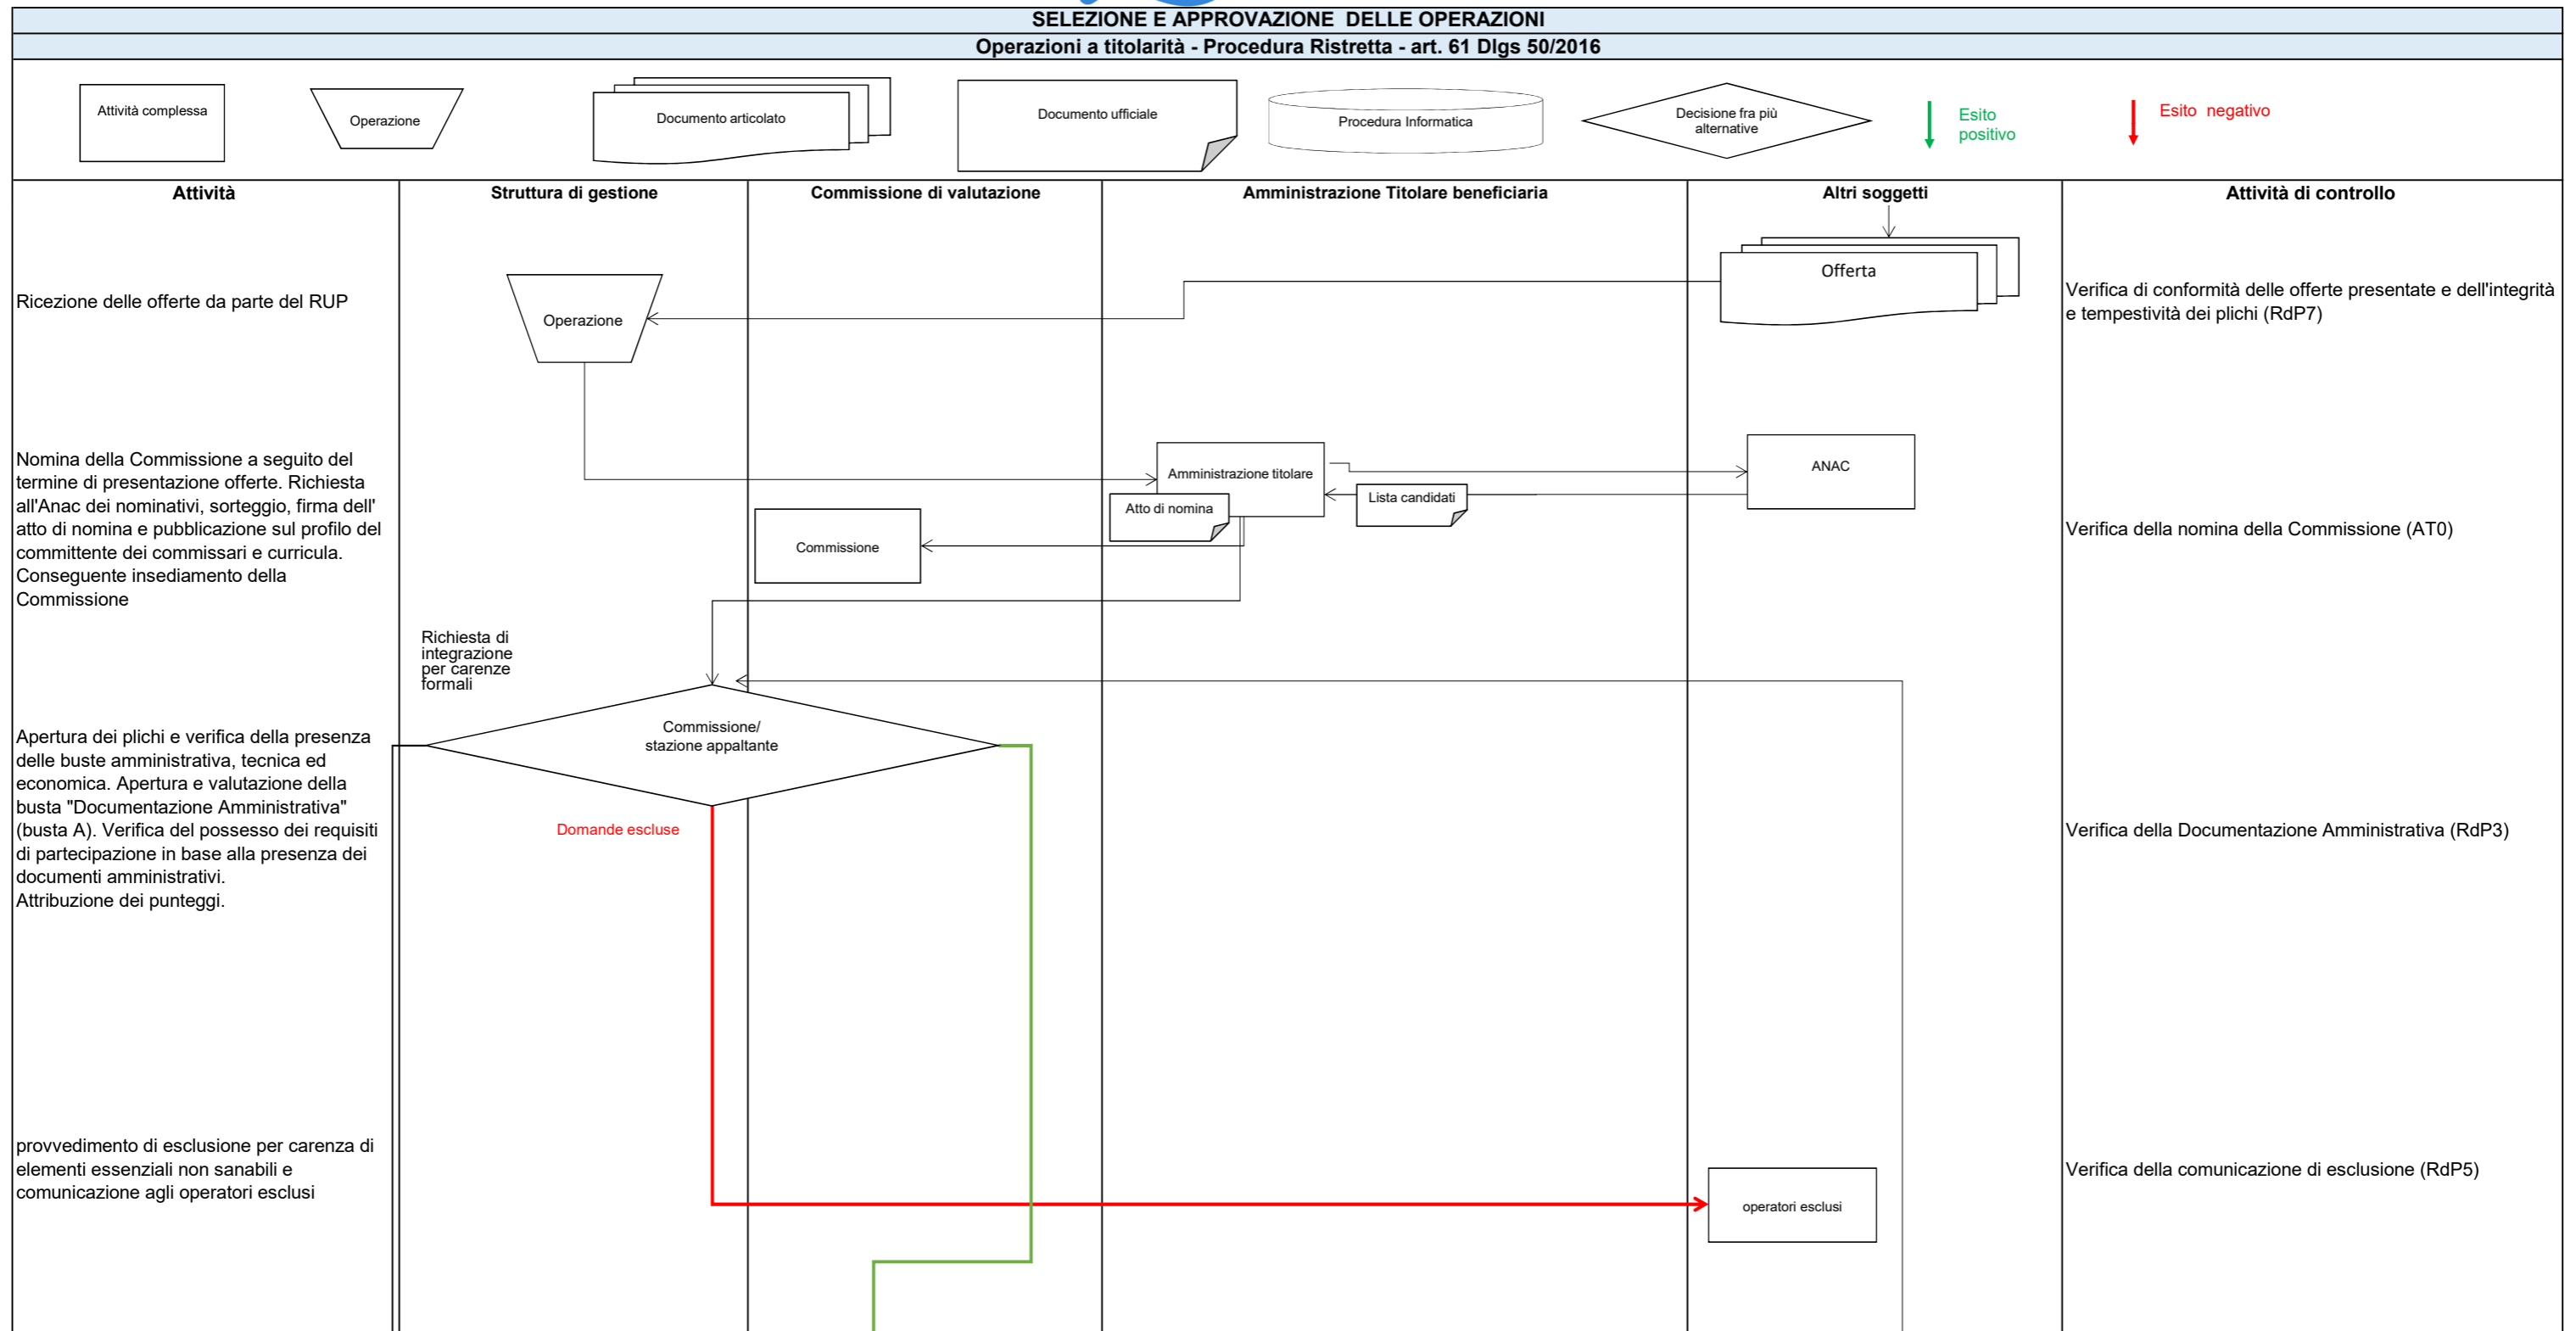 SELEZIONE E APPROVAZIONE  DELLE OPERAZIONI
Operazioni a titolarità - Procedura Ristretta - art. 61 Dlgs 50/2016
Attività complessa
Operazione
Documento articolato
Documento ufficiale
Procedura Informatica
Decisione fra più
alternative
Esito
positivo
Esito  negativo
Attività
Struttura di gestione
Commissione di valutazione
Amministrazione Titolare beneficiaria
Altri soggetti
Attività di controllo
Ricezione delle offerte da parte del RUP
Operazione
Offerta
Verifica di conformità delle offerte presentate e dell'integrità
e tempestività dei plichi (RdP7)
Nomina della Commissione a seguito del
termine di presentazione offerte. Richiesta
all'Anac dei nominativi, sorteggio, firma dell'
atto di nomina e pubblicazione sul profilo del
committente dei commissari e curricula.
Conseguente insediamento della
Commissione
Commissione
Amministrazione titolare
Atto di nomina
Lista candidati
ANAC
Verifica della nomina della Commissione (AT0)
Richiesta di
integrazione
per carenze
formali
Commissione/
stazione appaltante
Apertura dei plichi e verifica della presenza
delle buste amministrativa, tecnica ed
economica. Apertura e valutazione della
busta "Documentazione Amministrativa"
(busta A). Verifica del possesso dei requisiti
di partecipazione in base alla presenza dei
documenti amministrativi.
Attribuzione dei punteggi.
Domande escluse
Verifica della Documentazione Amministrativa (RdP3)
provvedimento di esclusione per carenza di
elementi essenziali non sanabili e
comunicazione agli operatori esclusi
operatori esclusi
Verifica della comunicazione di esclusione (RdP5)